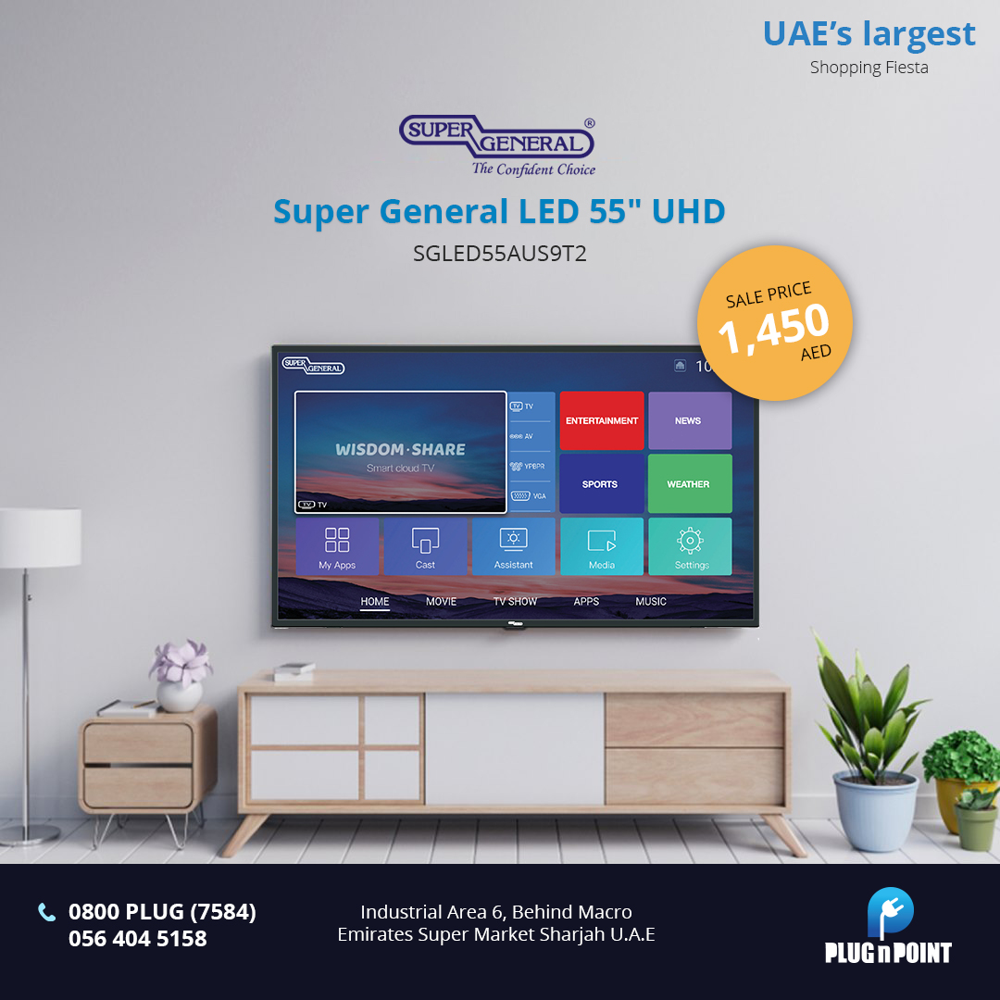 UAE's largest
Shopping Fiesta
SUPER GENERAL ®
The Confident Choice
Super General LED 55" UHD
SGLED55AUS9T2
SALE PRICE
1,450
AED
SUPER GENERAL
10
WISDOM·SHARE
Smart cloud TV
TV TV
TV TV
AV
YPBPR
VGA
ENTERTAINMENT
NEWS
SPORTS
WEATHER
My Apps
Cast
Assistant
Media
Settings
HOME MOVIE TV SHOW APPS MUSIC
0800 PLUG (7584)
056 404 5158
Industrial Area 6, Behind Macro
Emirates Super Market Sharjah U.A.E
PLUG n POINT